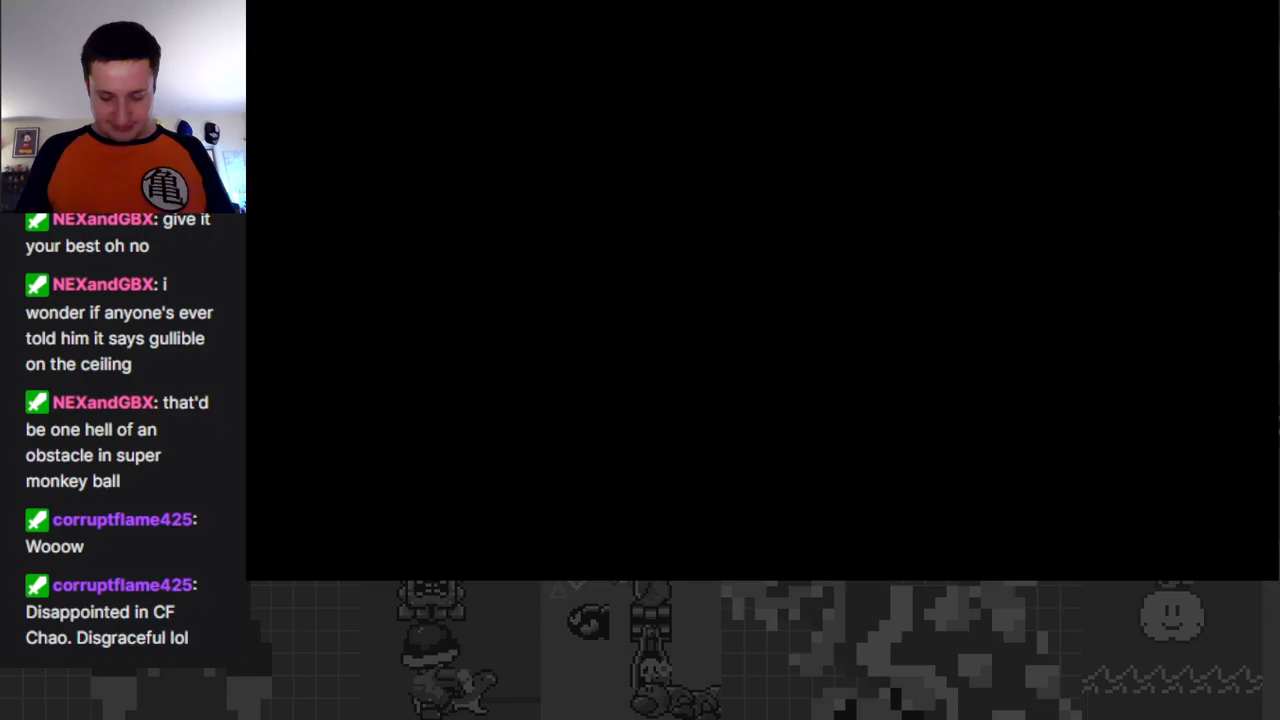 亀
NEXandGBX: give it
your best oh no
NEXandGBX: i
wonder if anyone's ever
told him it says gullible
on the ceiling
NEXandGBX: that'd
be one hell of an
obstacle in super
monkey ball
corruptflame425:
Wooow
corruptflame425:
Disappointed in CF
Chao. Disgraceful lol